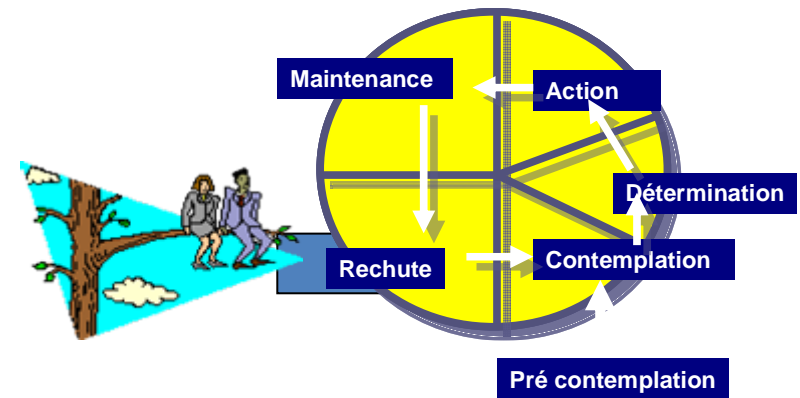 Maintenance
Action
Détermination
Rechute
Contemplation
Pré contemplation